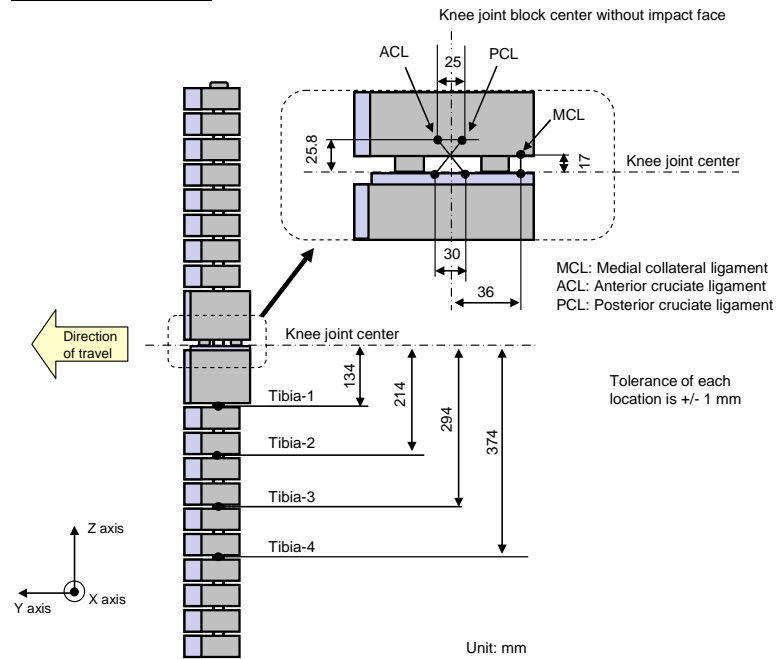 Knee joint block center without impact face
ACL
PCL
25
MCL
25.8
17
Knee joint center
30
36
MCL: Medial collateral ligament
ACL: Anterior cruciate ligament
PCL: Posterior cruciate ligament
Direction
of travel
Knee joint center
134
214
294
374
Tolerance of each
location is +/- 1 mm
Tibia-1
Tibia-2
Tibia-3
Tibia-4
Z axis
Y axis
X axis
Unit: mm